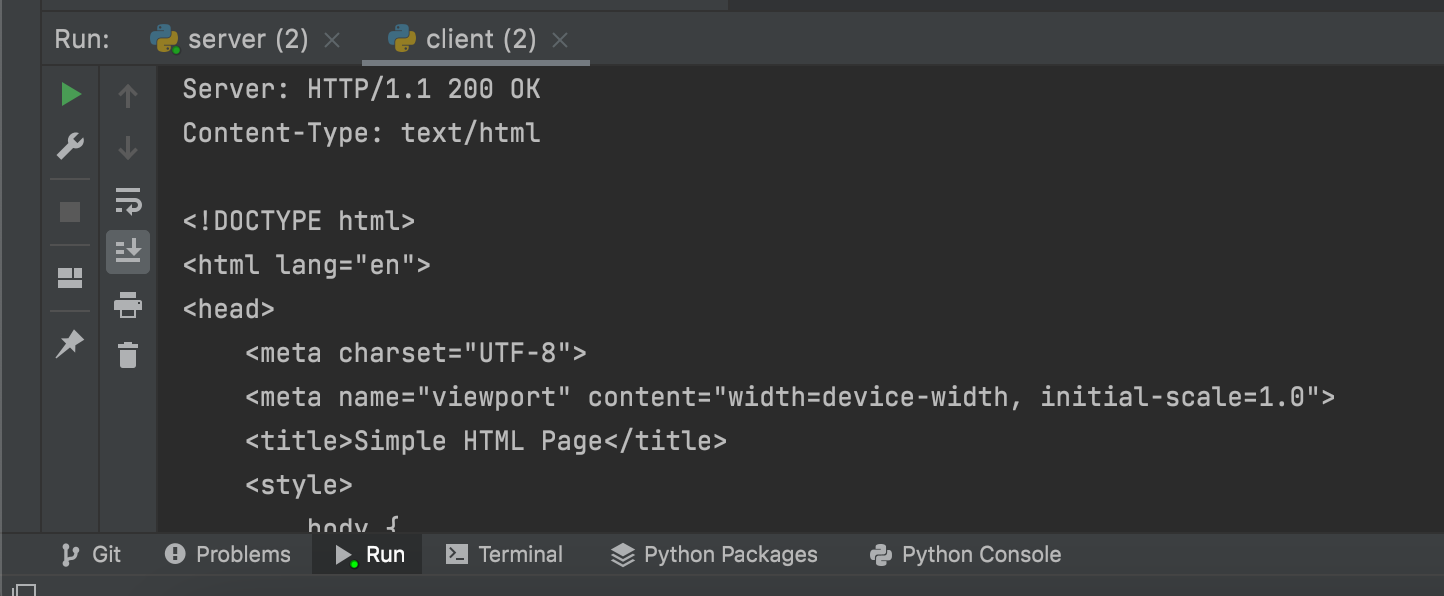 Run: server (2) client (2)
Server: HTTP/1.1 200 OK
Content-Type: text/html
<!DOCTYPE html>
<html lang="en">
<head>
    <meta charset="UTF-8">
    <meta name="viewport" content="width=device-width, initial-scale=1.0">
    <title>Simple HTML Page</title>
    <style>
        body {
Git Problems Run Terminal Python Packages Python Console